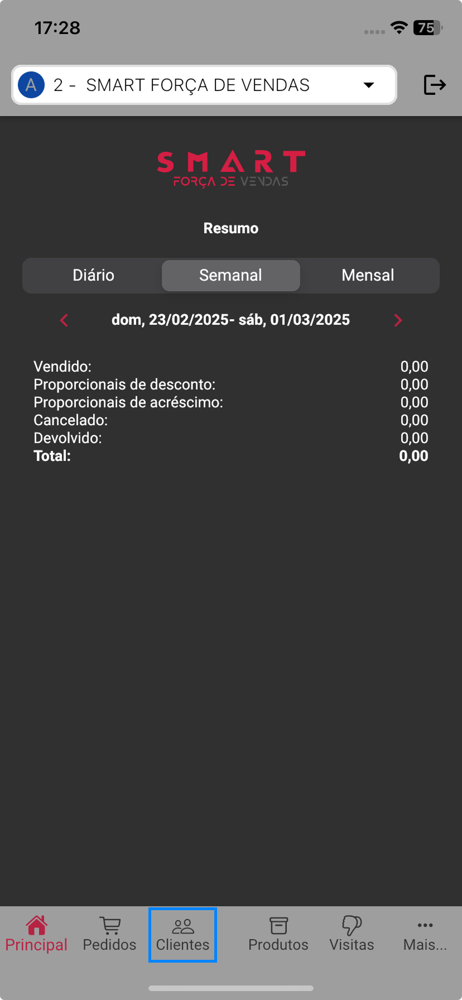 17:28
75
A 2 - SMART FORÇA DE VENDAS
SMART
FORÇA DE VENDAS
Resumo
Diário Semanal Mensal
dom, 23/02/2025- sáb, 01/03/2025
Vendido: 0,00
Proporcionais de desconto: 0,00
Proporcionais de acréscimo: 0,00
Cancelado: 0,00
Devolvido: 0,00
Total: 0,00
Principal Pedidos Clientes Produtos Visitas Mais...